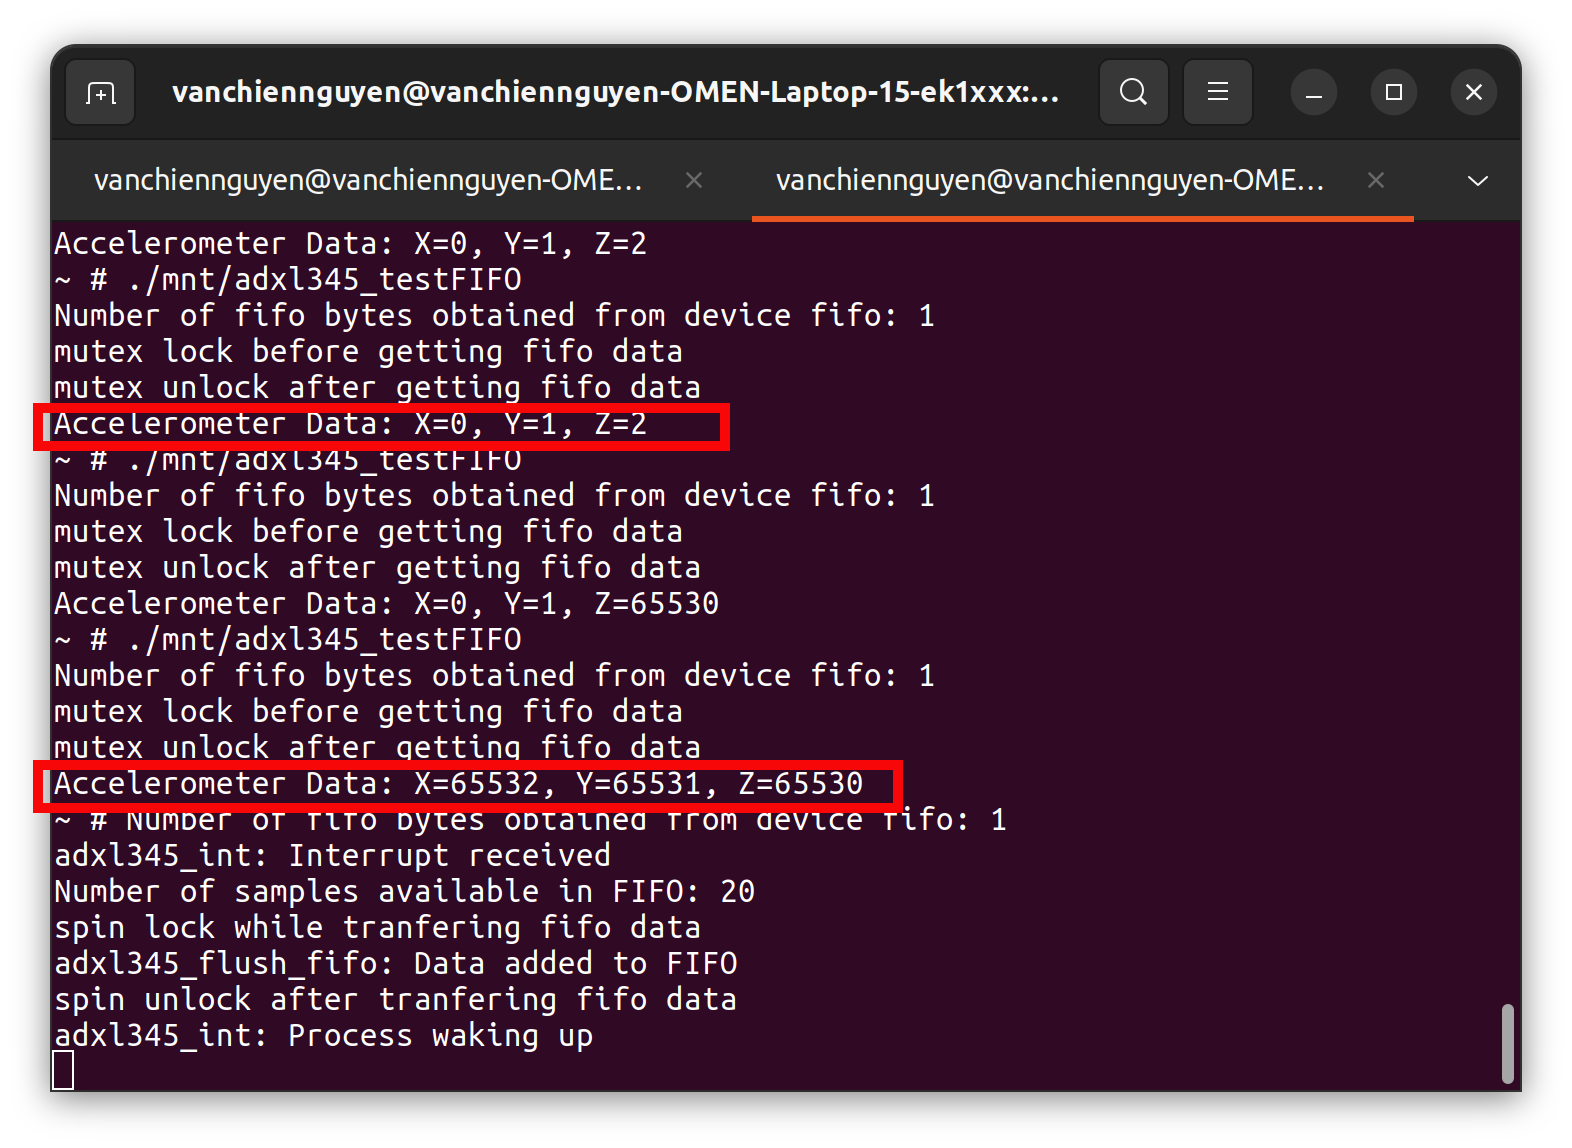 vanchiennguyen@vanchiennguyen-OMEN-Laptop-15-ek1xxx:...
vanchiennguyen@vanchiennguyen-OME... vanchiennguyen@vanchiennguyen-OME...
Accelerometer Data: X=0, Y=1, Z=2
~ # ./mnt/adxl345_testFIFO
Number of fifo bytes obtained from device fifo: 1
mutex lock before getting fifo data
mutex unlock after getting fifo data
Accelerometer Data: X=0, Y=1, Z=2
~ # ./mnt/adxl345_testFIFO
Number of fifo bytes obtained from device fifo: 1
mutex lock before getting fifo data
mutex unlock after getting fifo data
Accelerometer Data: X=0, Y=1, Z=65530
~ # ./mnt/adxl345_testFIFO
Number of fifo bytes obtained from device fifo: 1
mutex lock before getting fifo data
mutex unlock after getting fifo data
Accelerometer Data: X=65532, Y=65531, Z=65530
~ # Number of fifo bytes obtained from device fifo: 1
adxl345_int: Interrupt received
Number of samples available in FIFO: 20
spin lock while tranfering fifo data
adxl345_flush_fifo: Data added to FIFO
spin unlock after tranfering fifo data
adxl345_int: Process waking up